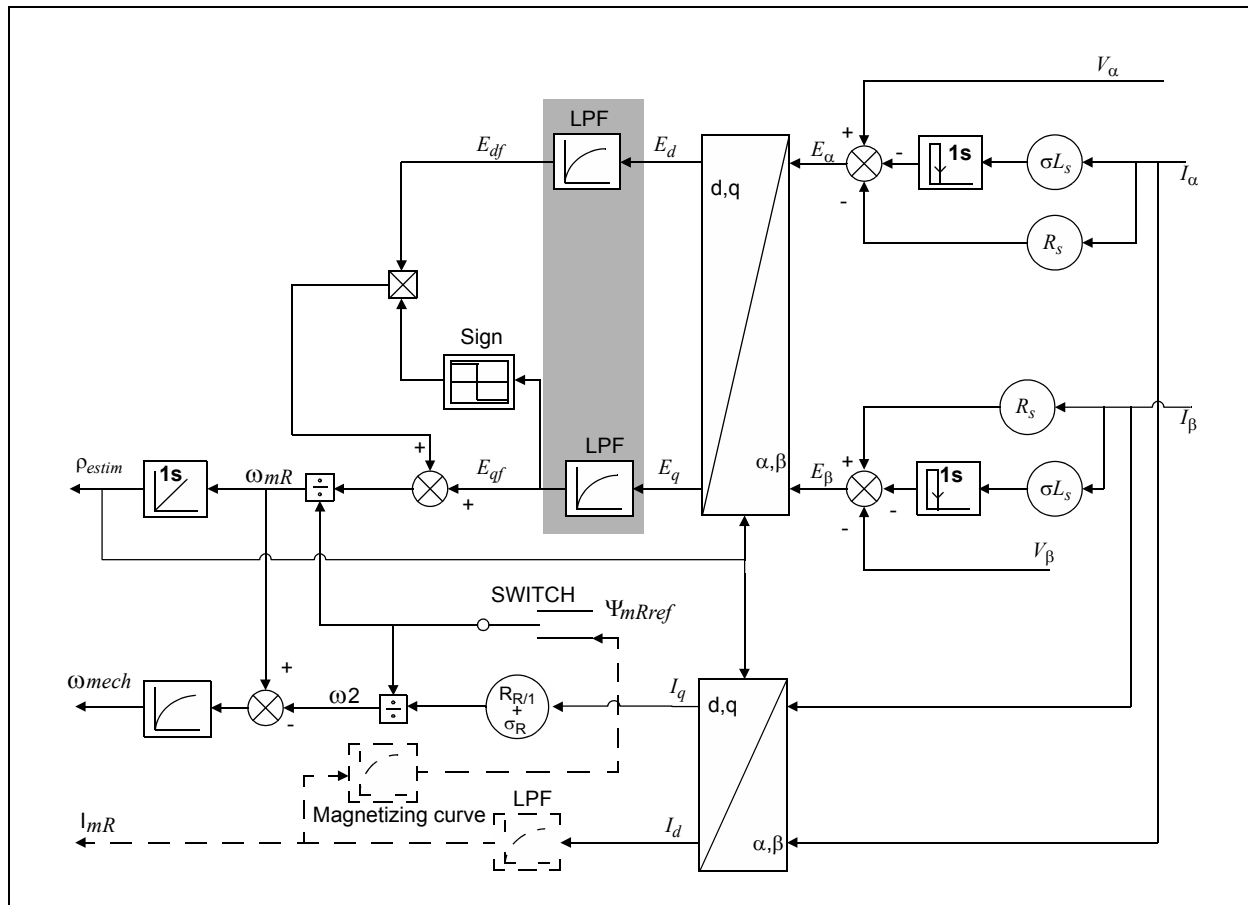 Vα
LPF
LPF
Edf
Ed
Eα
+
-
-
1s
σLs
Iα
d,q
Rs
Sign
Rs
Iβ
LPF
+
α,β
ρestim
1s
ωmR
÷
+
+
Eqf
Eq
Eβ
+
-
-
1s
σLs
Vβ
SWITCH
ΨmRref
ωmech
+
-
ω2
÷
RR/1
+
σR
Iq
d,q
Magnetizing curve
LPF
ImR
Id
α,β